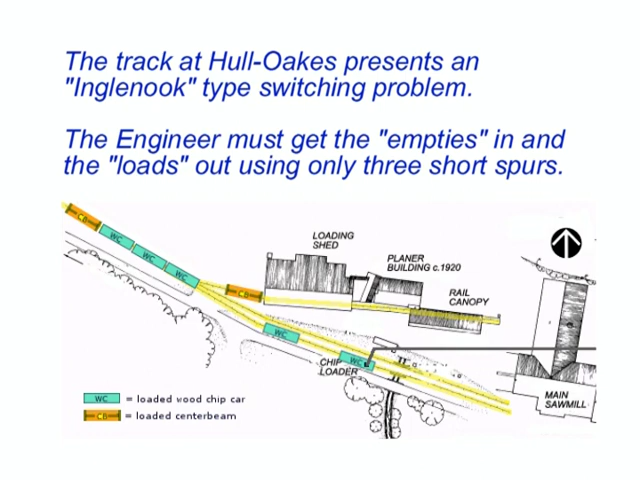 The track at Hull-Oakes presents an
"Inglenook" type switching problem.
The Engineer must get the "empties" in and
the "loads" out using only three short spurs.
CB
WC
WC
WC
LOADING
SHED
PLANER
BUILDING c.1920
CB
RAIL
CANOPY
WC
WC
CHIP
LOADER
MAIN
SAWMILL
WC = loaded wood chip car
CB = loaded centerbeam